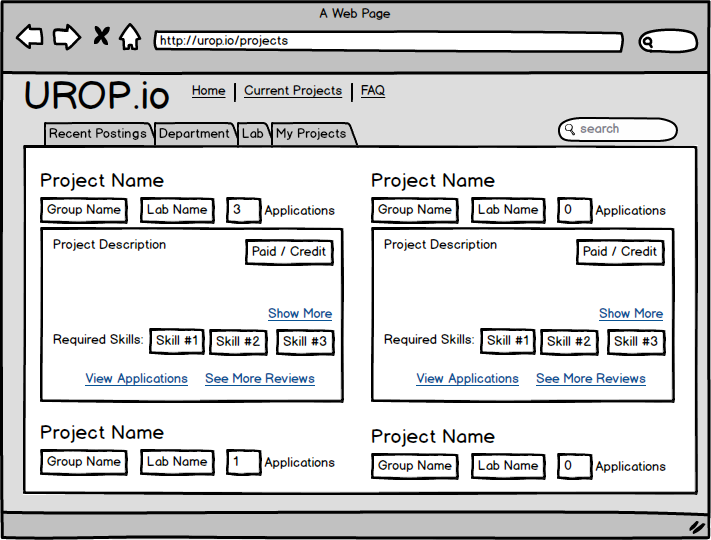 A Web Page
http://urop.io/projects
UROP.io
Home | Current Projects | FAQ
Recent Postings Department Lab My Projects
search
Project Name
Group Name Lab Name 3 Applications
Project Description
Paid / Credit
Show More
Required Skills: Skill #1 Skill #2 Skill #3
View Applications See More Reviews
Project Name
Group Name Lab Name 0 Applications
Project Description
Paid / Credit
Show More
Required Skills: Skill #1 Skill #2 Skill #3
View Applications See More Reviews
Project Name
Group Name Lab Name 1 Applications
Project Name
Group Name Lab Name 0 Applications